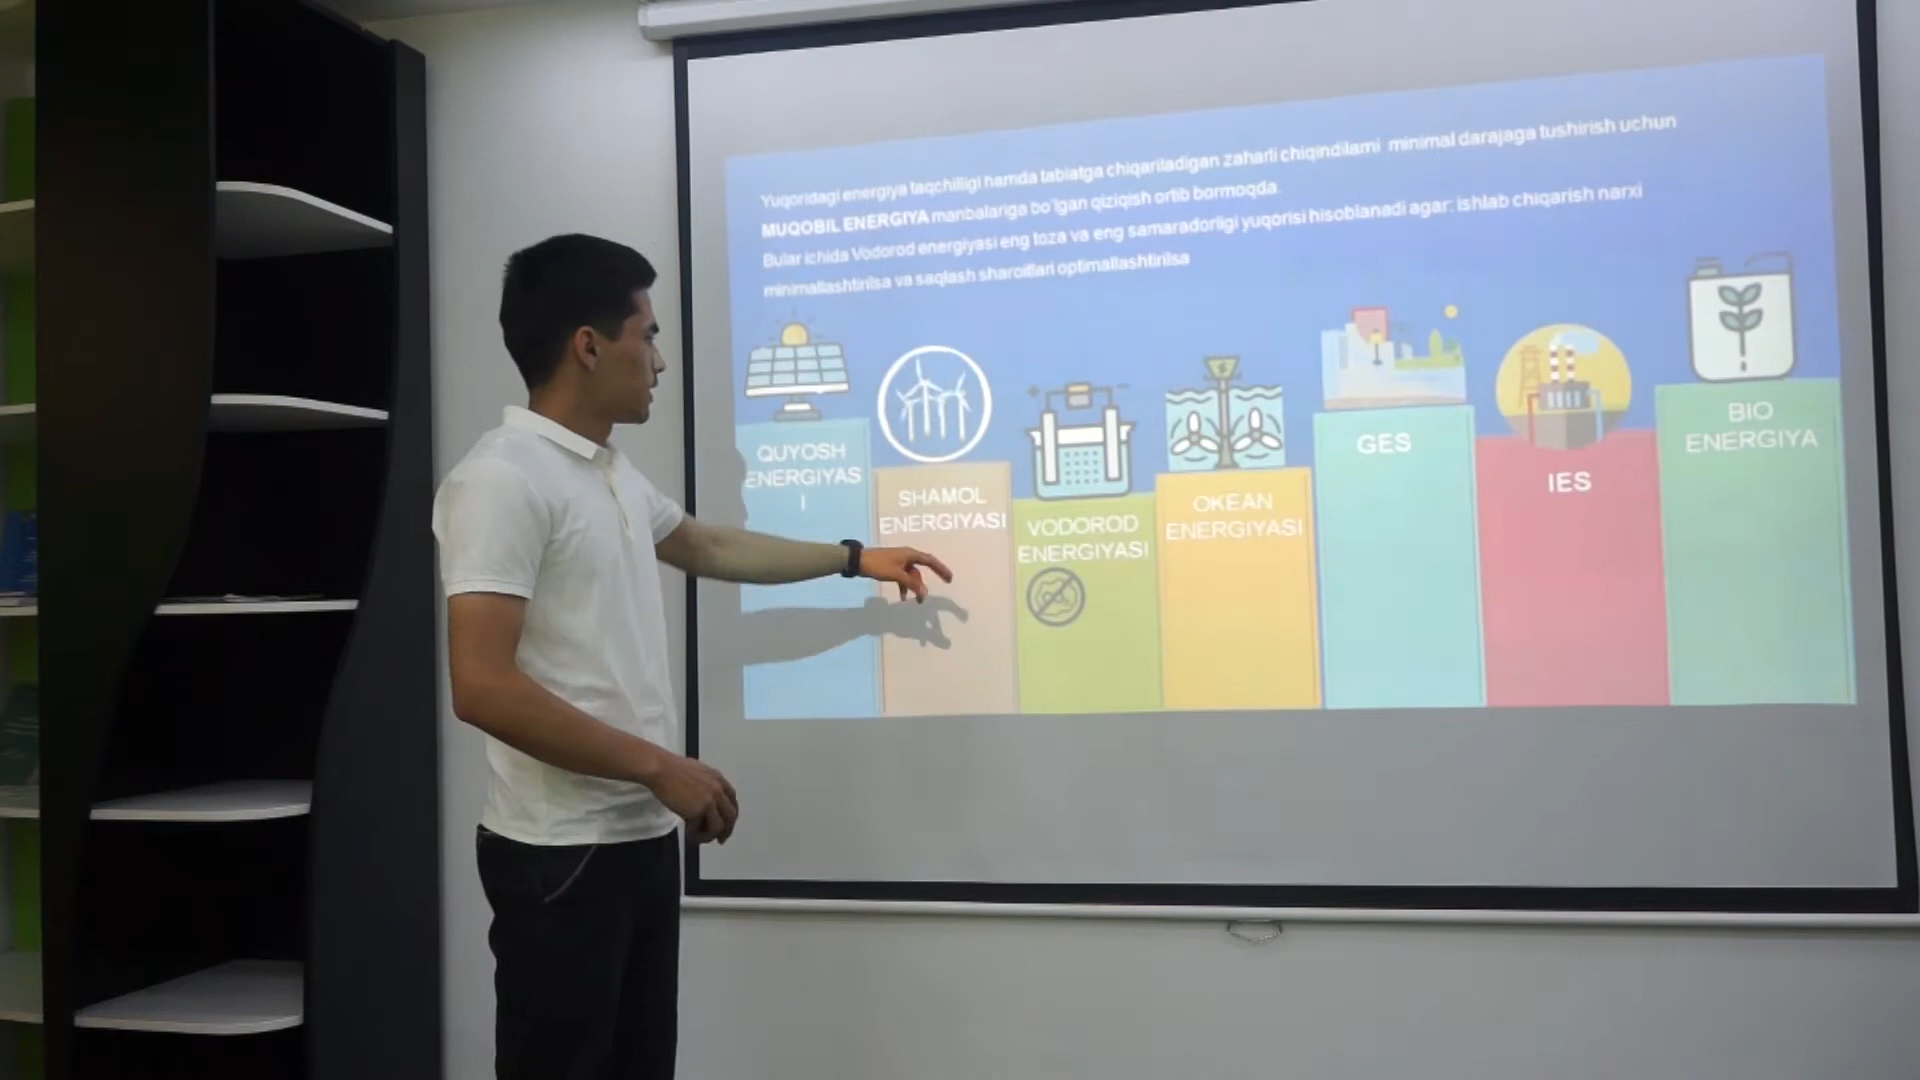 Yuqoridagi energiya taqchilligi hamda tabiatga chiqariladigan zaharli chiqindilarni minimal darajaga tushirish uchun
MUQOBIL ENERGIYA manbalariga bo'lgan qiziqish ortib bormoqda.
Bular ichida Vodorod energiyasi eng toza va eng samaradorligi yuqorisi hisoblanadi agar: ishlab chiqarish narxi
minimallashtirilsa va saqlash sharoitlari optimallashtirilsa
QUYOSH
ENERGIYAS
I
SHAMOL
ENERGIYASI
VODOROD
ENERGIYASI
OKEAN
ENERGIYASI
GES
IES
BIO
ENERGIYA